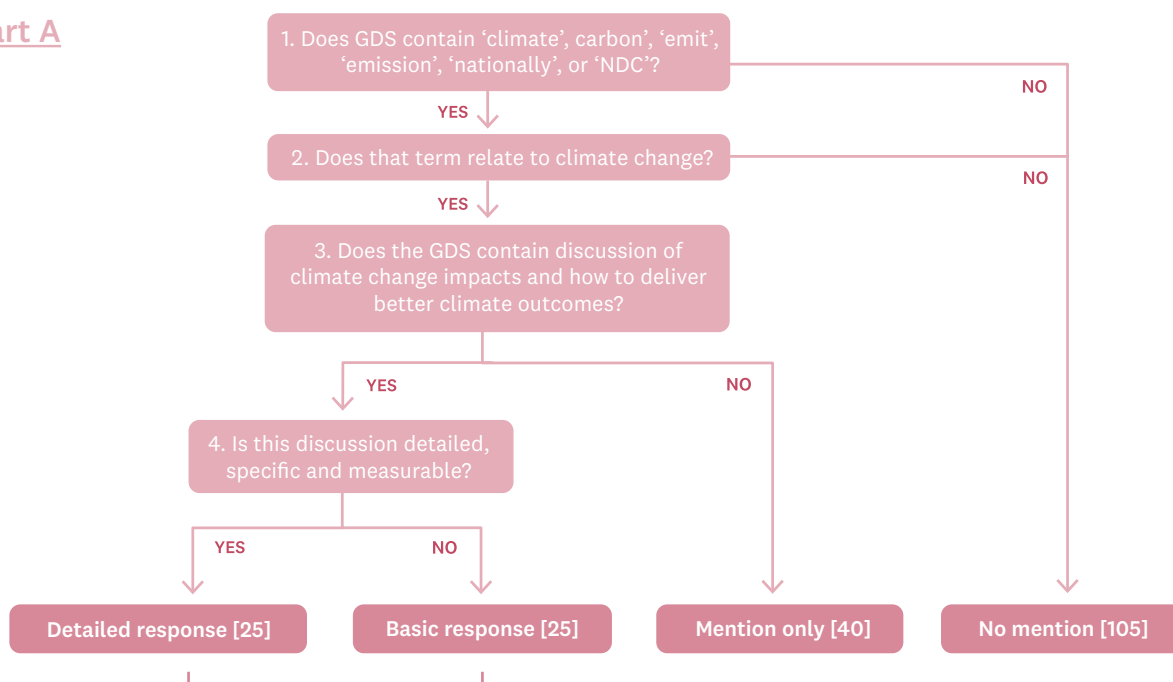 art A
1. Does GDS contain ‘climate’, carbon’, ‘emit’,
‘emission’, ‘nationally’, or ‘NDC’?
NO
YES
2. Does that term relate to climate change?
NO
YES
3. Does the GDS contain discussion of
climate change impacts and how to deliver
better climate outcomes?
YES
NO
4. Is this discussion detailed,
specific and measurable?
YES
NO
Detailed response [25]
Basic response [25]
Mention only [40]
No mention [105]